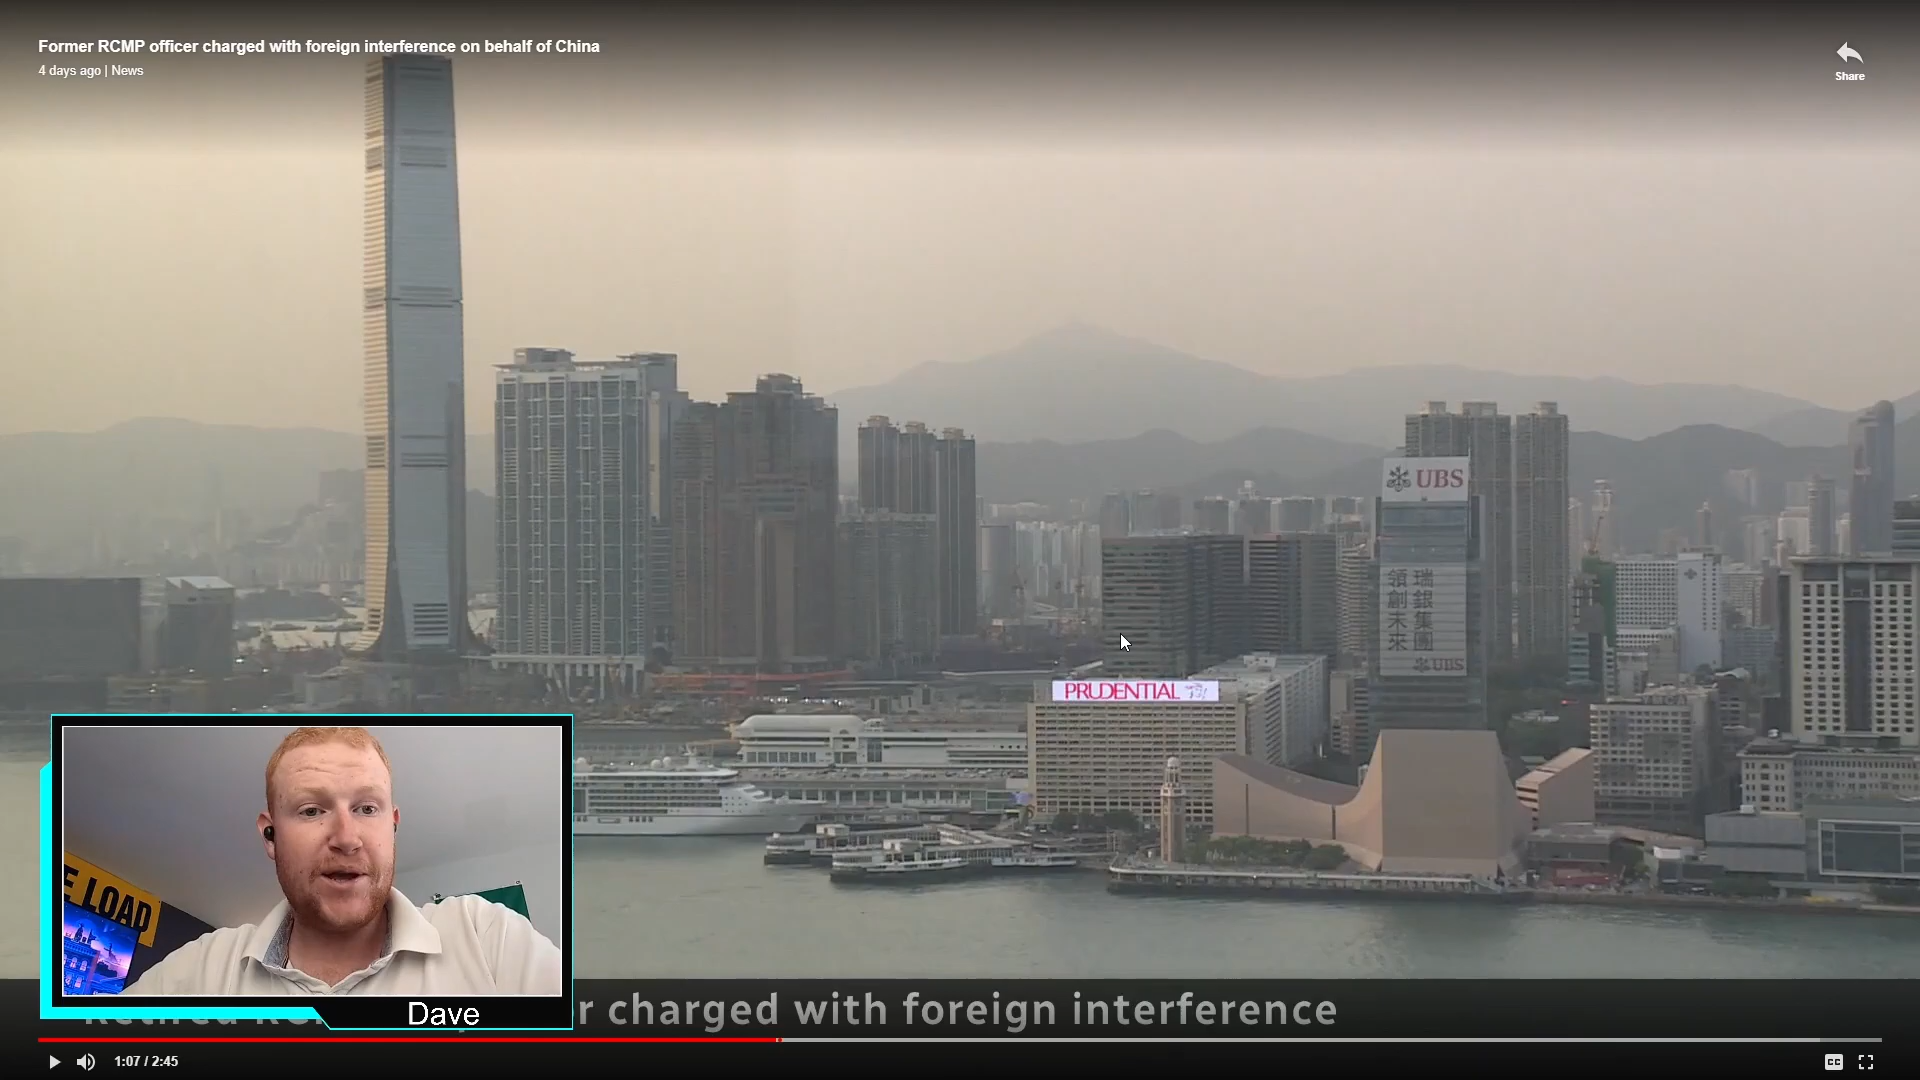 Former RCMP officer charged with foreign interference on behalf of China
4 days ago | News
Share
UBS
瑞銀集團
領創未來
UBS
PRUDENTIAL
E LOAD
Dave
charged with foreign interference
1:07 / 2:45
CC